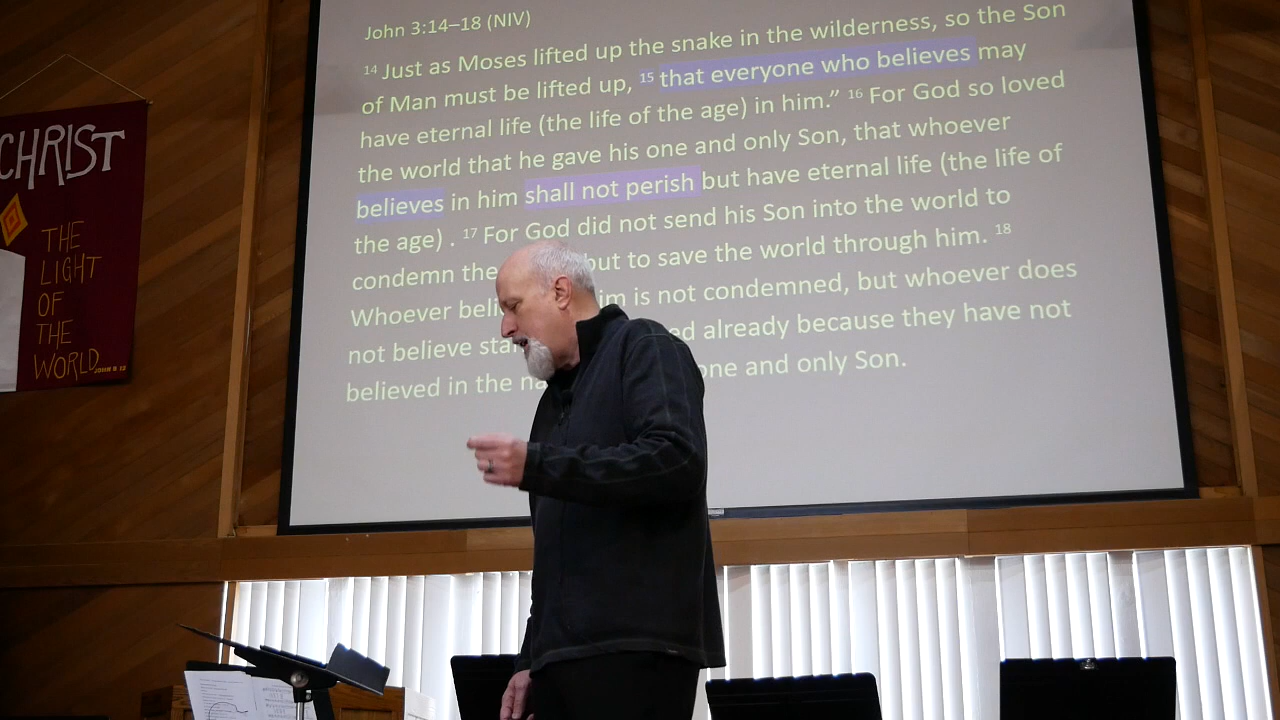 John 3:14–18 (NIV)
14 Just as Moses lifted up the snake in the wilderness, so the Son
of Man must be lifted up, 15 that everyone who believes may
have eternal life (the life of the age) in him.” 16 For God so loved
the world that he gave his one and only Son, that whoever
believes in him shall not perish but have eternal life (the life of
the age) . 17 For God did not send his Son into the world to
condemn the but to save the world through him. 18
Whoever is not condemned, but whoever does
not believe already because they have not
believed in the one and only Son.
CHRIST
THE
LIGHT
OF
THE
WORLD
JOHN 8:12